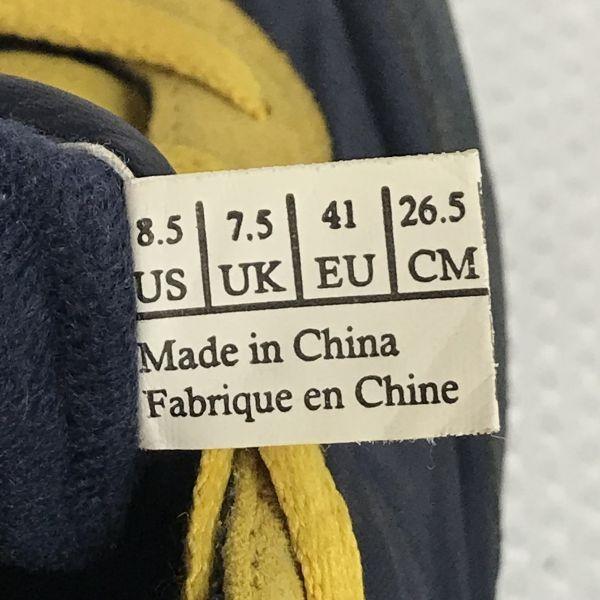 8.5 | 7.5 | 41 | 26.5
US | UK | EU | CM
Made in China
Fabrique en Chine